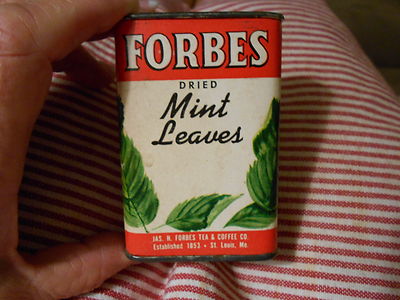 FORBES
DRIED
Mint
Leaves
JAS. H. FORBES TEA & COFFEE CO.
Established 1853 • St. Louis, Mo.